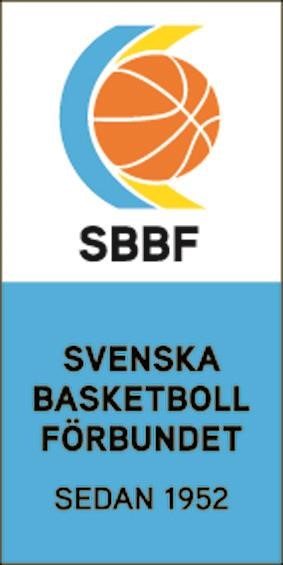 SBBF
SVENSKA
BASKETBOLL
FÖRBUNDET
SEDAN 1952